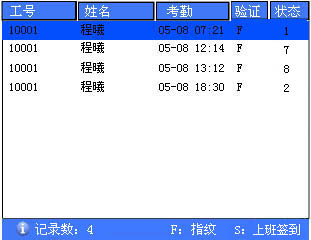 工号 姓名 考勤 验证 状态
10001 程曦 05-08 07:21 F 1
10001 程曦 05-08 12:14 F 7
10001 程曦 05-08 13:12 F 8
10001 程曦 05-08 18:30 F 2
记录数: 4 F: 指纹 S: 上班签到